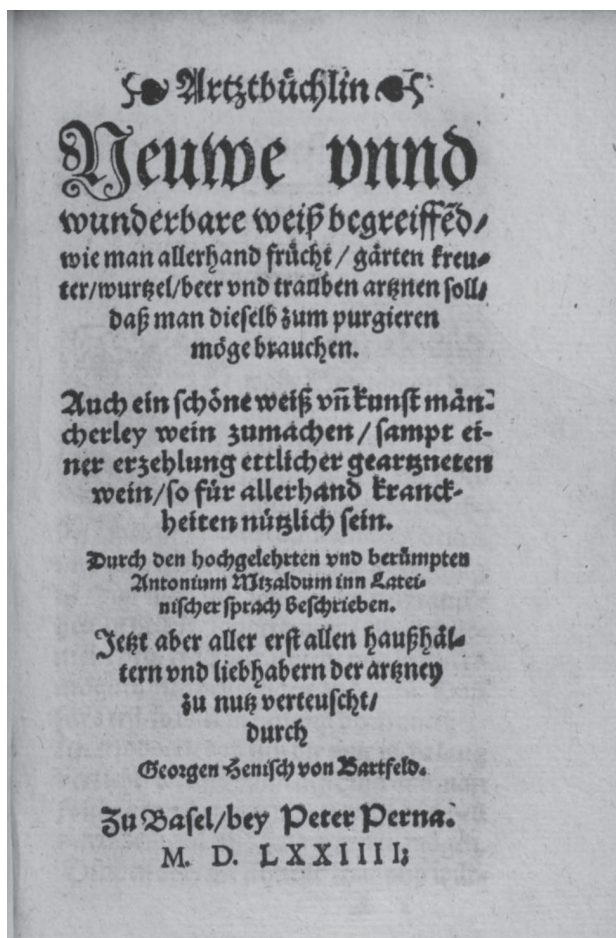 Artztbüchlin
Neuwe vnnd
wunderbare weiß begreiffēd/
wie man allerhand frücht / gärten kreu⸗
ter/wurtzel/beer vnd trauben artznen soll/
daß man dieselb zum purgieren
möge brauchen.
Auch ein schöne weiß vñ kunst män⸗
cherley wein zumachen / sampt ei⸗
ner erzehlung ettlicher geartzneten
wein/so für allerhand kranck⸗
heiten nützlich sein.
Durch den hochgelehrten vnd berümpten
Antonium Mizaldum inn Latei⸗
nischer sprach beschrieben.
Jetzt aber aller erst allen haußhäl⸗
tern vnd liebhabern der artzney
zu nutz verteuscht/
durch
Georgen Henisch von Bartfeld.
Zu Basel/bey Peter Perna.
M. D. LXXIIII;